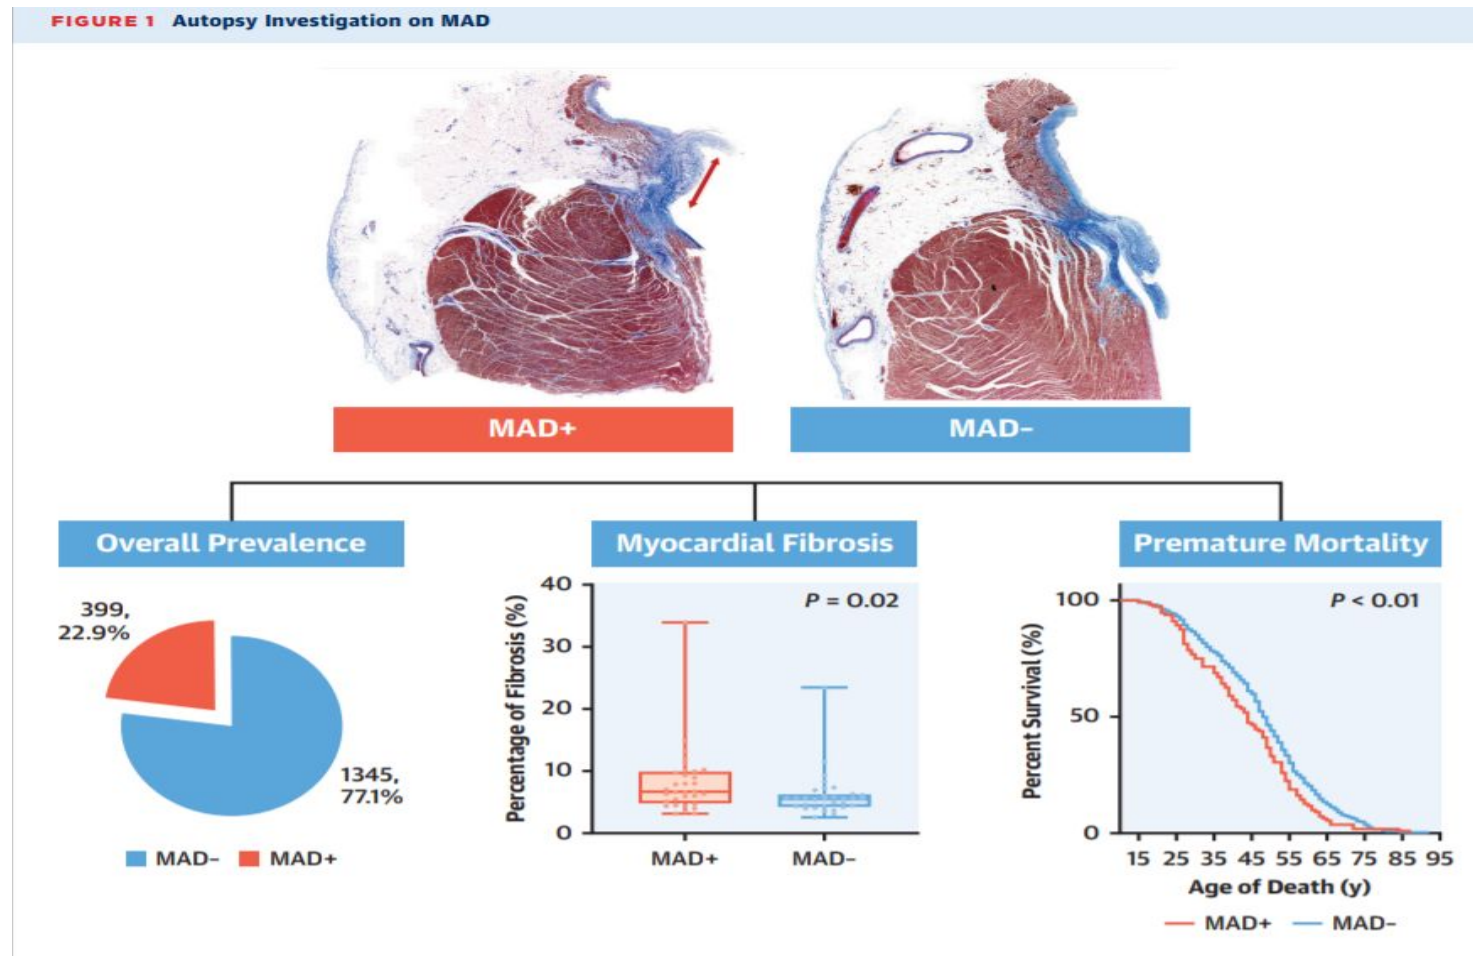 FIGURE 1 Autopsy Investigation on MAD
MAD+
MAD–
Overall Prevalence
399,
22.9%
1345,
77.1%
MAD– MAD+
Myocardial Fibrosis
Percentage of Fibrosis (%)
40
30
20
10
0
P = 0.02
MAD+ MAD–
Premature Mortality
Percent Survival (%)
100
50
0
P < 0.01
15 25 35 45 55 65 75 85 95
Age of Death (y)
MAD+ MAD–